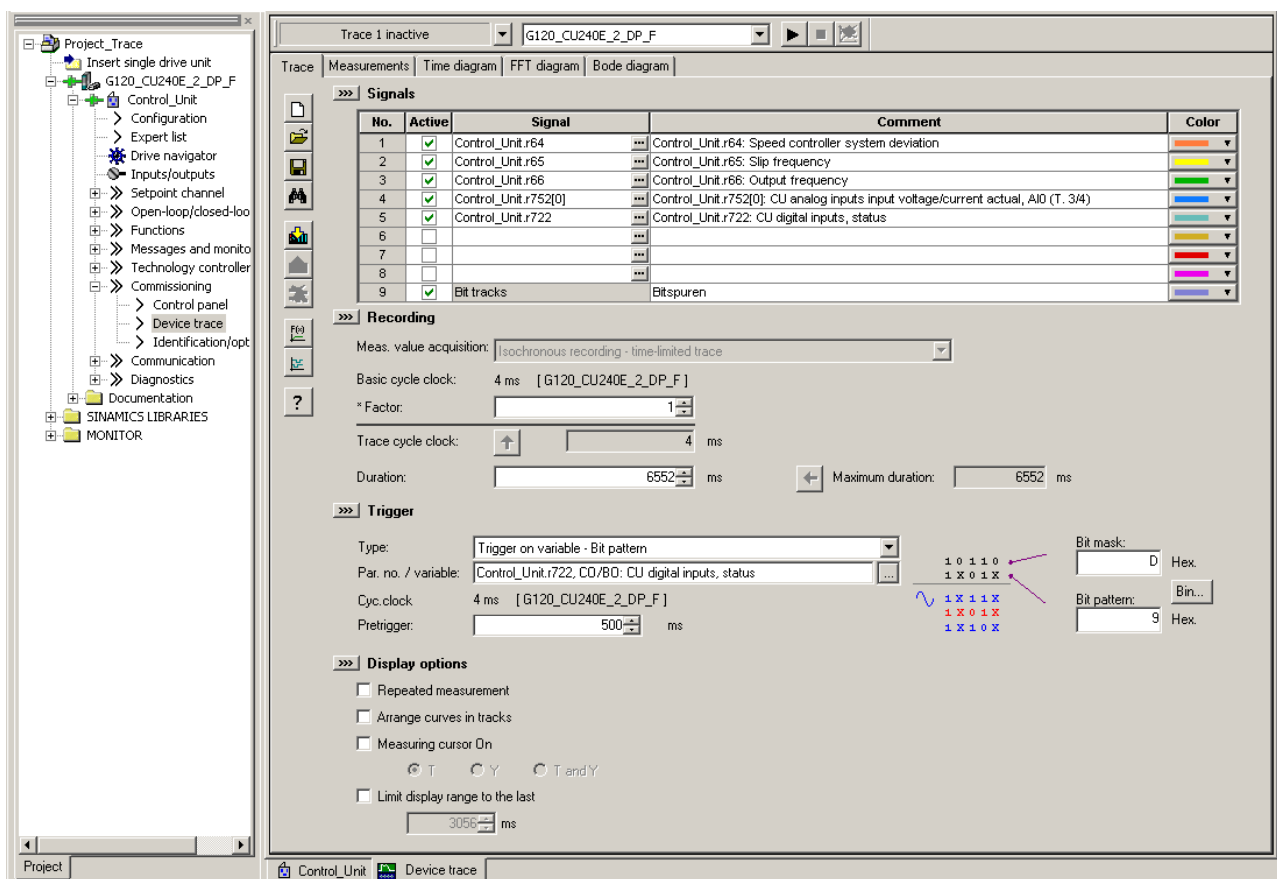 Project_Trace
Insert single drive unit
G120_CU240E_2_DP_F
Control_Unit
Configuration
Expert list
Drive navigator
Inputs/outputs
Setpoint channel
Open-loop/closed-loo
Functions
Messages and monito
Technology controller
Commissioning
Control panel
Device trace
Identification/opt
Communication
Diagnostics
Documentation
SINAMICS LIBRARIES
MONITOR
Project
Trace 1 inactive G120_CU240E_2_DP_F
Trace Measurements Time diagram FFT diagram Bode diagram
>>> Signals
No. Active Signal Comment Color
1 Control_Unit.r64 ... Control_Unit.r64: Speed controller system deviation
2 Control_Unit.r65 ... Control_Unit.r65: Slip frequency
3 Control_Unit.r66 ... Control_Unit.r66: Output frequency
4 Control_Unit.r752[0] ... Control_Unit.r752[0]: CU analog inputs input voltage/current actual, AI0 (T. 3/4)
5 Control_Unit.r722 ... Control_Unit.r722: CU digital inputs, status
6 ...
7 ...
8 ...
9 Bit tracks Bitspuren
>>> Recording
Meas. value acquisition: Isochronous recording - time-limited trace
Basic cycle clock: 4 ms [ G120_CU240E_2_DP_F ]
* Factor: 1
Trace cycle clock: 4 ms
Duration: 6552 ms Maximum duration: 6552 ms
>>> Trigger
Type: Trigger on variable - Bit pattern
Par. no. / variable: Control_Unit.r722, CO/BO: CU digital inputs, status ...
Cyc.clock 4 ms [ G120_CU240E_2_DP_F ]
Pretrigger: 500 ms
1 0 1 1 0
1 X 0 1 X
1 X 1 1 X
1 X 0 1 X
1 X 1 0 X
Bit mask:
D Hex.
Bin...
Bit pattern:
9 Hex.
>>> Display options
Repeated measurement
Arrange curves in tracks
Measuring cursor On
T Y T and Y
Limit display range to the last
3056 ms
Control_Unit Device trace
F(x)
?